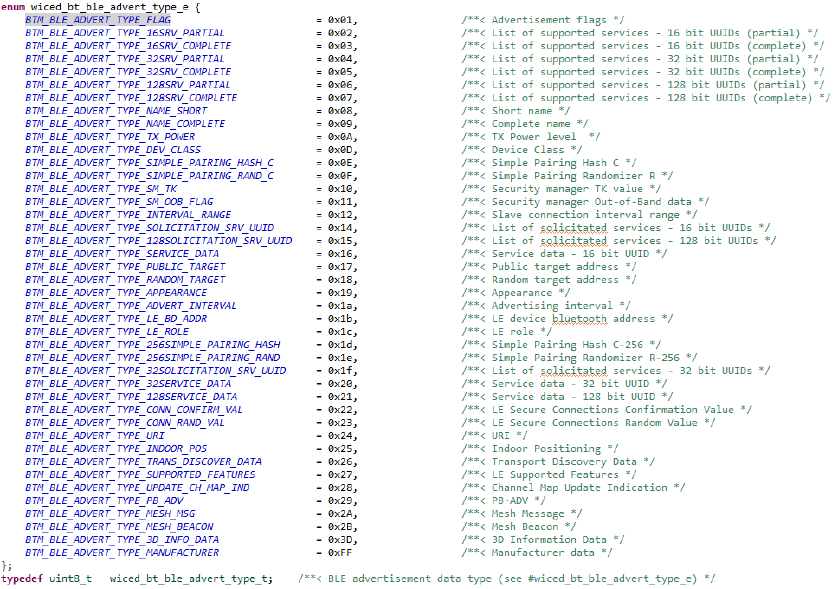 enum wiced_bt_ble_advert_type_e {
BTM_BLE_ADVERT_TYPE_FLAG = 0x01, /**< Advertisement flags */
BTM_BLE_ADVERT_TYPE_16SRV_PARTIAL = 0x02, /**< List of supported services - 16 bit UUIDs (partial) */
BTM_BLE_ADVERT_TYPE_16SRV_COMPLETE = 0x03, /**< List of supported services - 16 bit UUIDs (complete) */
BTM_BLE_ADVERT_TYPE_32SRV_PARTIAL = 0x04, /**< List of supported services - 32 bit UUIDs (partial) */
BTM_BLE_ADVERT_TYPE_32SRV_COMPLETE = 0x05, /**< List of supported services - 32 bit UUIDs (complete) */
BTM_BLE_ADVERT_TYPE_128SRV_PARTIAL = 0x06, /**< List of supported services - 128 bit UUIDs (partial) */
BTM_BLE_ADVERT_TYPE_128SRV_COMPLETE = 0x07, /**< List of supported services - 128 bit UUIDs (complete) */
BTM_BLE_ADVERT_TYPE_NAME_SHORT = 0x08, /**< Short name */
BTM_BLE_ADVERT_TYPE_NAME_COMPLETE = 0x09, /**< Complete name */
BTM_BLE_ADVERT_TYPE_TX_POWER = 0x0A, /**< TX Power level */
BTM_BLE_ADVERT_TYPE_DEV_CLASS = 0x0D, /**< Device Class */
BTM_BLE_ADVERT_TYPE_SIMPLE_PAIRING_HASH_C = 0x0E, /**< Simple Pairing Hash C */
BTM_BLE_ADVERT_TYPE_SIMPLE_PAIRING_RAND_C = 0x0F, /**< Simple Pairing Randomizer R */
BTM_BLE_ADVERT_TYPE_SM_TK = 0x10, /**< Security manager TK value */
BTM_BLE_ADVERT_TYPE_SM_OOB_FLAG = 0x11, /**< Security manager Out-of-Band data */
BTM_BLE_ADVERT_TYPE_INTERVAL_RANGE = 0x12, /**< Slave connection interval range */
BTM_BLE_ADVERT_TYPE_SOLICITATION_SRV_UUID = 0x14, /**< List of solicitated services - 16 bit UUIDs */
BTM_BLE_ADVERT_TYPE_128SOLICITATION_SRV_UUID = 0x15, /**< List of solicitated services - 128 bit UUIDs */
BTM_BLE_ADVERT_TYPE_SERVICE_DATA = 0x16, /**< Service data - 16 bit UUID */
BTM_BLE_ADVERT_TYPE_PUBLIC_TARGET = 0x17, /**< Public target address */
BTM_BLE_ADVERT_TYPE_RANDOM_TARGET = 0x18, /**< Random target address */
BTM_BLE_ADVERT_TYPE_APPEARANCE = 0x19, /**< Appearance */
BTM_BLE_ADVERT_TYPE_ADVERT_INTERVAL = 0x1a, /**< Advertising interval */
BTM_BLE_ADVERT_TYPE_LE_BD_ADDR = 0x1b, /**< LE device bluetooth address */
BTM_BLE_ADVERT_TYPE_LE_ROLE = 0x1c, /**< LE role */
BTM_BLE_ADVERT_TYPE_256SIMPLE_PAIRING_HASH = 0x1d, /**< Simple Pairing Hash C-256 */
BTM_BLE_ADVERT_TYPE_256SIMPLE_PAIRING_RAND = 0x1e, /**< Simple Pairing Randomizer R-256 */
BTM_BLE_ADVERT_TYPE_32SOLICITATION_SRV_UUID = 0x1f, /**< List of solicitated services - 32 bit UUIDs */
BTM_BLE_ADVERT_TYPE_32SERVICE_DATA = 0x20, /**< Service data - 32 bit UUID */
BTM_BLE_ADVERT_TYPE_128SERVICE_DATA = 0x21, /**< Service data - 128 bit UUID */
BTM_BLE_ADVERT_TYPE_CONN_CONFIRM_VAL = 0x22, /**< LE Secure Connections Confirmation Value */
BTM_BLE_ADVERT_TYPE_CONN_RAND_VAL = 0x23, /**< LE Secure Connections Random Value */
BTM_BLE_ADVERT_TYPE_URI = 0x24, /**< URI */
BTM_BLE_ADVERT_TYPE_INDOOR_POS = 0x25, /**< Indoor Positioning */
BTM_BLE_ADVERT_TYPE_TRANS_DISCOVER_DATA = 0x26, /**< Transport Discovery Data */
BTM_BLE_ADVERT_TYPE_SUPPORTED_FEATURES = 0x27, /**< LE Supported Features */
BTM_BLE_ADVERT_TYPE_UPDATE_CH_MAP_IND = 0x28, /**< Channel Map Update Indication */
BTM_BLE_ADVERT_TYPE_PB_ADV = 0x29, /**< PB-ADV */
BTM_BLE_ADVERT_TYPE_MESH_MSG = 0x2A, /**< Mesh Message */
BTM_BLE_ADVERT_TYPE_MESH_BEACON = 0x2B, /**< Mesh Beacon */
BTM_BLE_ADVERT_TYPE_3D_INFO_DATA = 0x3D, /**< 3D Information Data */
BTM_BLE_ADVERT_TYPE_MANUFACTURER = 0xFF /**< Manufacturer data */
};
typedef uint8_t wiced_bt_ble_advert_type_t; /**< BLE advertisement data type (see #wiced_bt_ble_advert_type_e) */